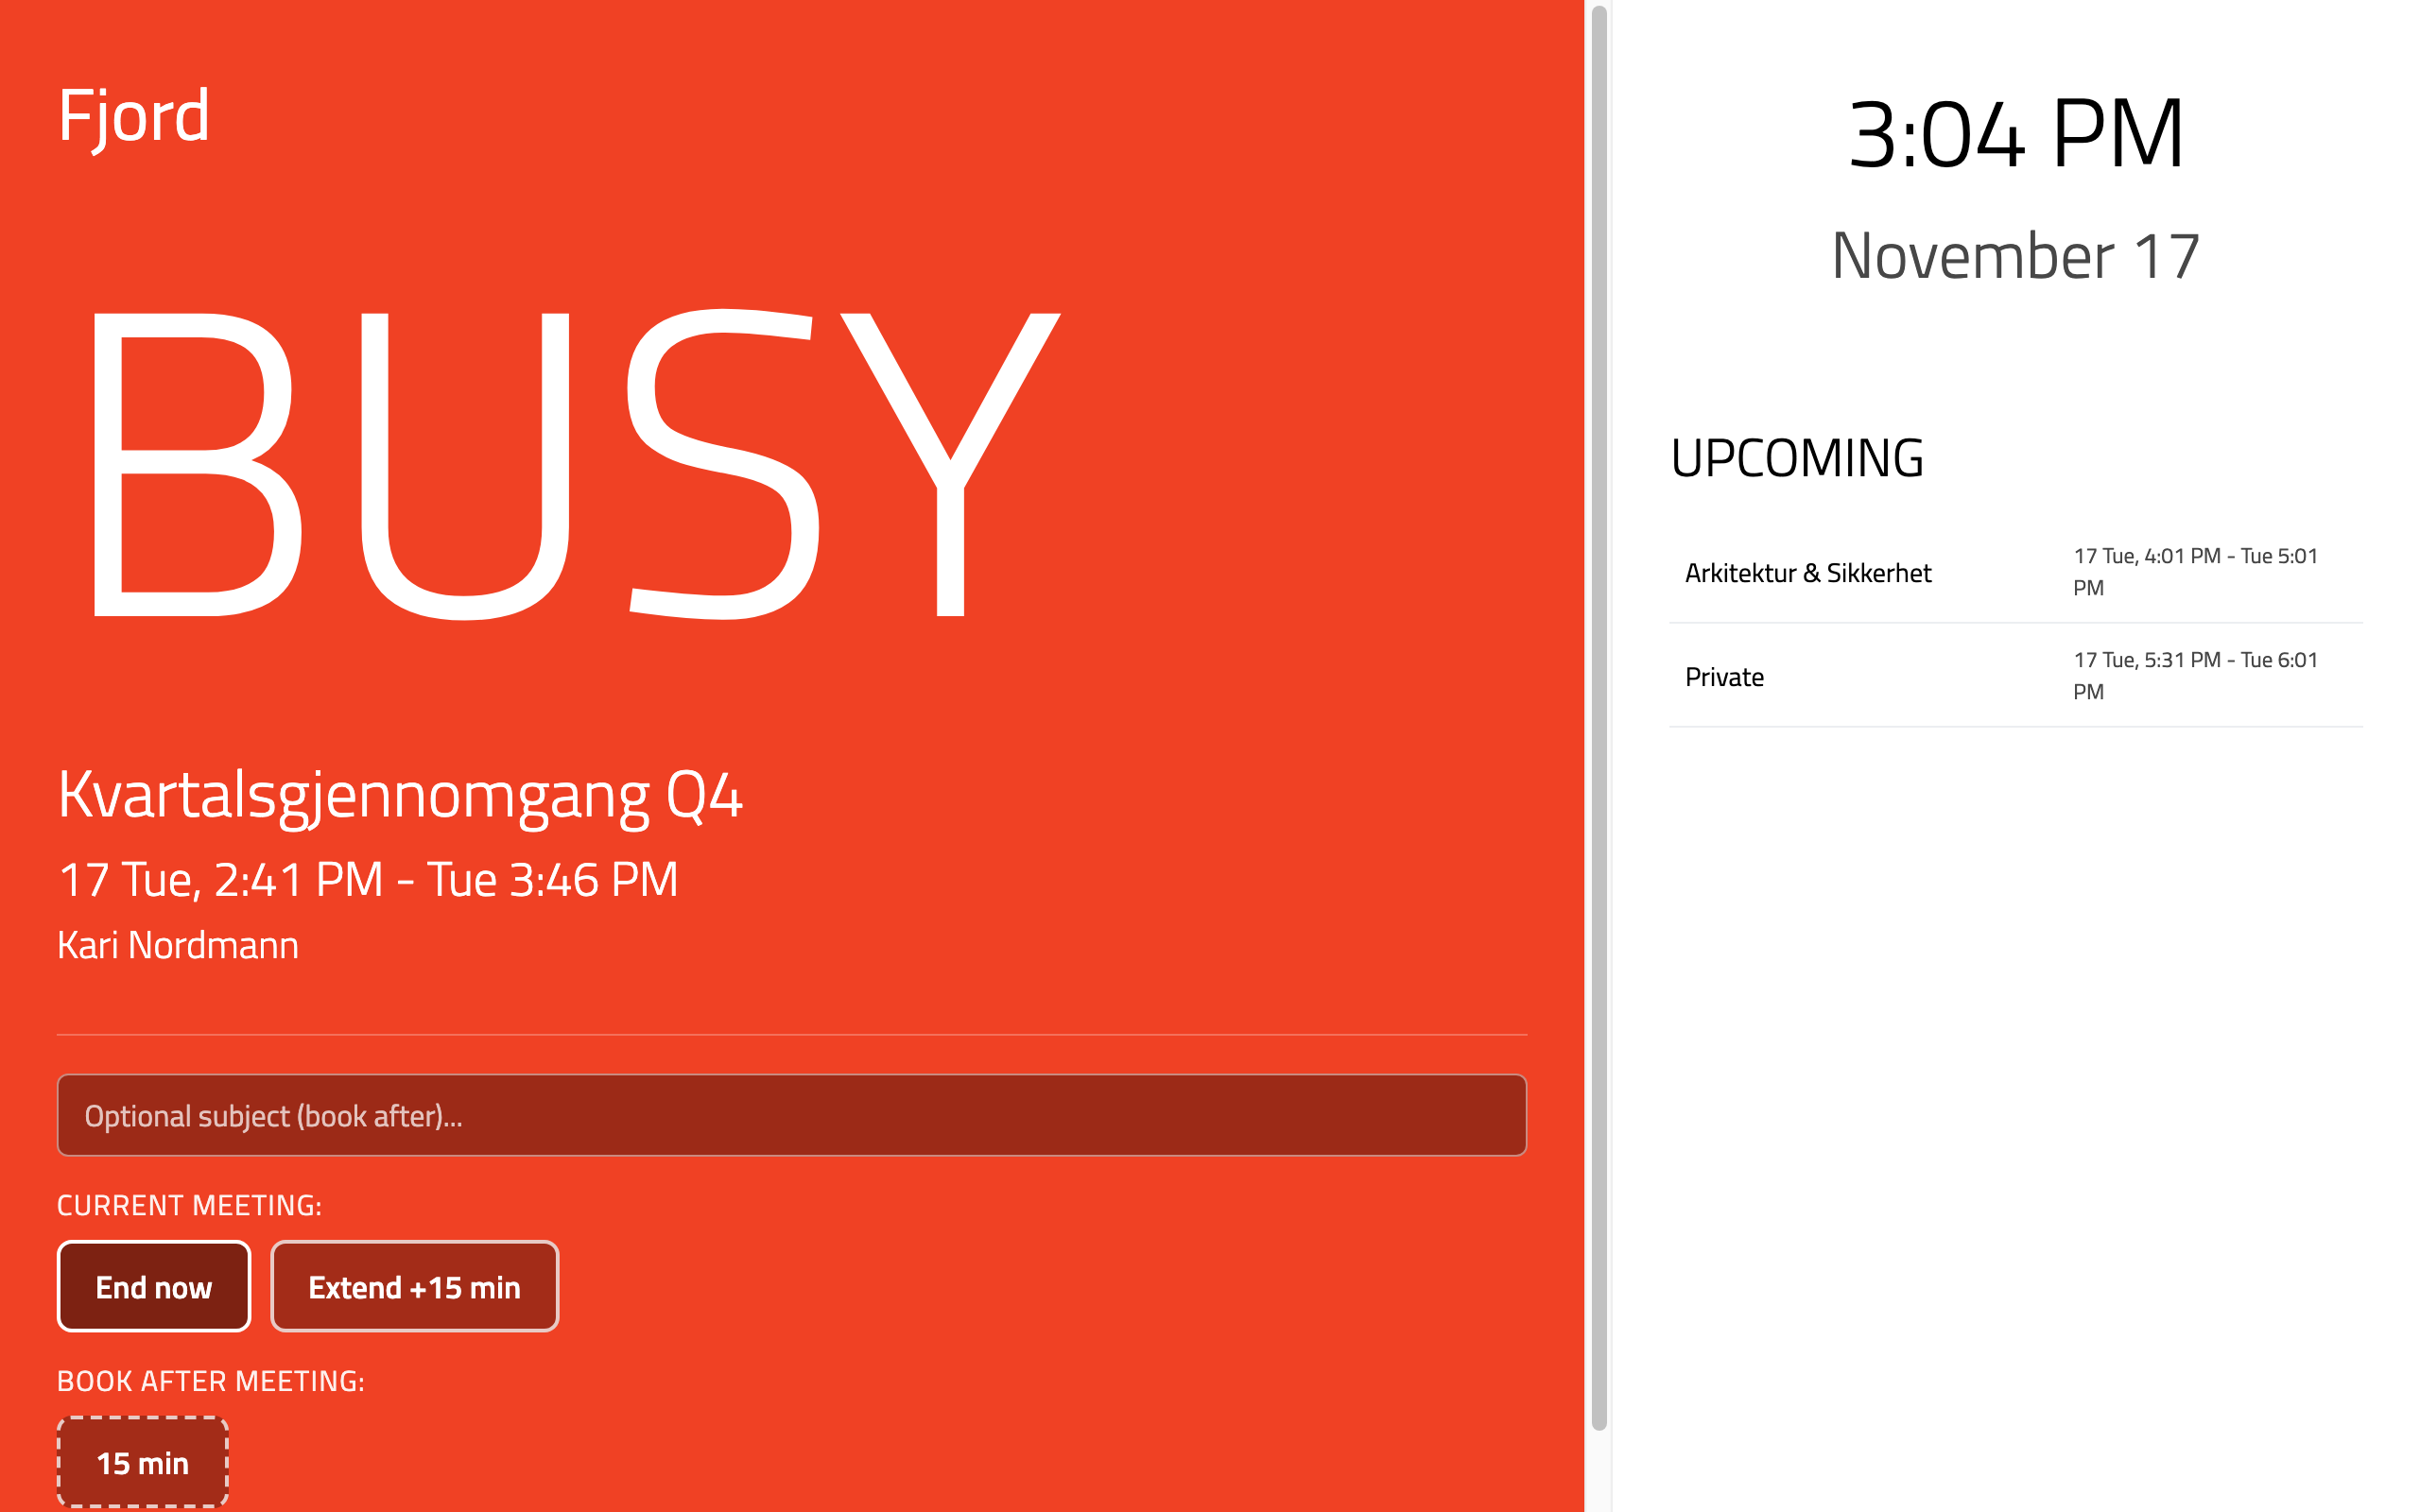 Fjord
BUSY
Kvartalsgjennomgang Q4
17 Tue, 2:41 PM - Tue 3:46 PM
Kari Nordmann
Optional subject (book after)...
CURRENT MEETING:
End now
Extend +15 min
BOOK AFTER MEETING:
15 min
3:04 PM
November 17
UPCOMING
Arkitektur & Sikkerhet
17 Tue, 4:01 PM - Tue 5:01
PM
Private
17 Tue, 5:31 PM - Tue 6:01
PM